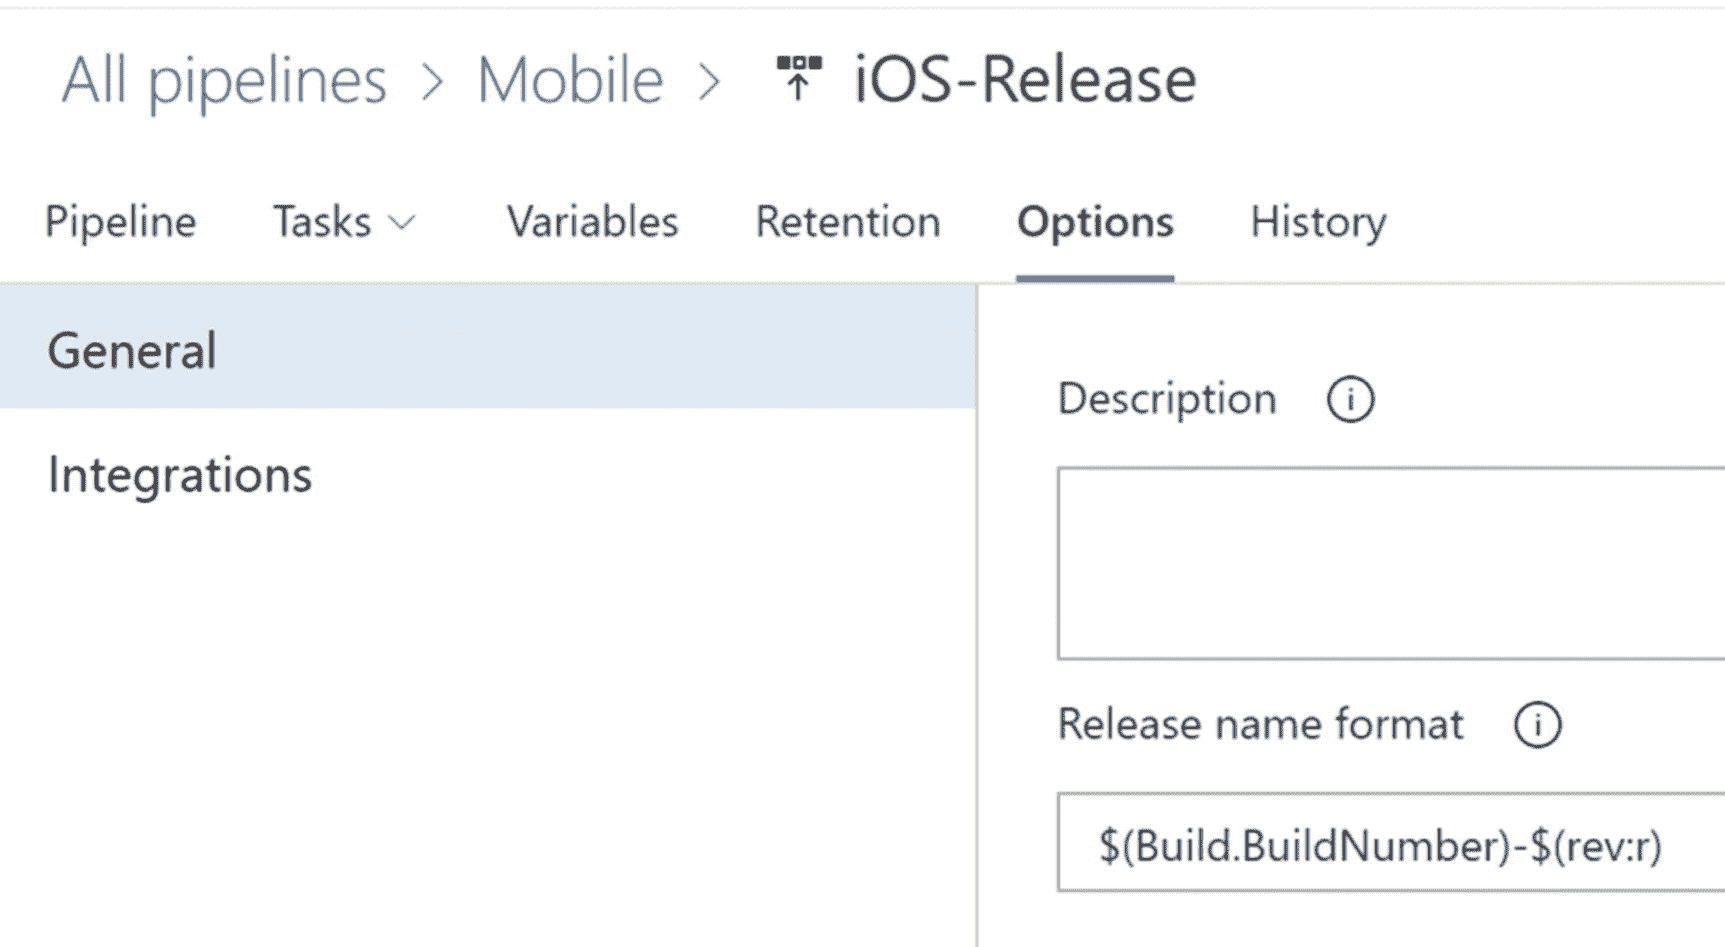 All pipelines > Mobile > iOS-Release
Pipeline Tasks Variables Retention Options History
General
Integrations
Description
Release name format
$(Build.BuildNumber)-$(rev:r)